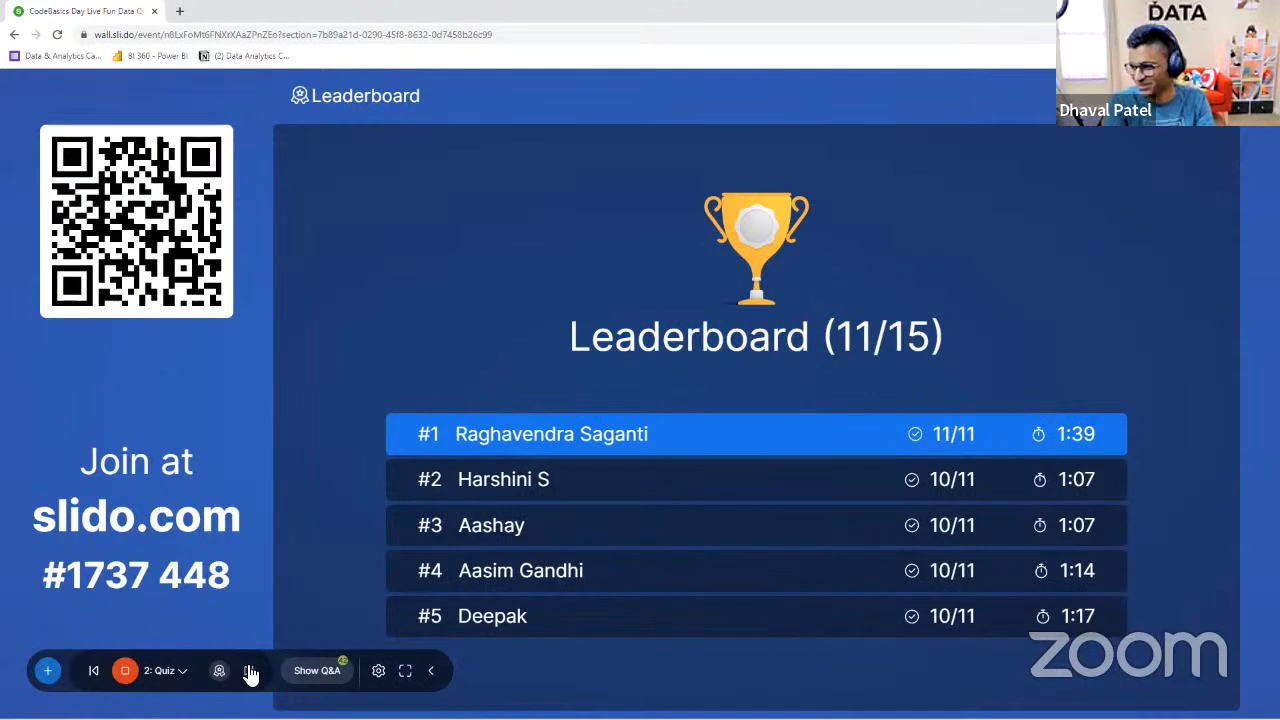 CodeBasics Day Live Fun Data Q
wall.sli.do/event/n8LxFoMt6FNXrXAaZPnZEo?section=7b89a21d-0290-45f8-8632-0d7458b26c99
Data & Analytics Ca...
BI 360 - Power BI
(2) Data Analytics C...
DATA
Dhaval Patel
Leaderboard
Leaderboard (11/15)
#1 Raghavendra Saganti 11/11 1:39
#2 Harshini S 10/11 1:07
#3 Aashay 10/11 1:07
#4 Aasim Gandhi 10/11 1:14
#5 Deepak 10/11 1:17
Join at
slido.com
#1737 448
2: Quiz
Show Q&A
42
zoom